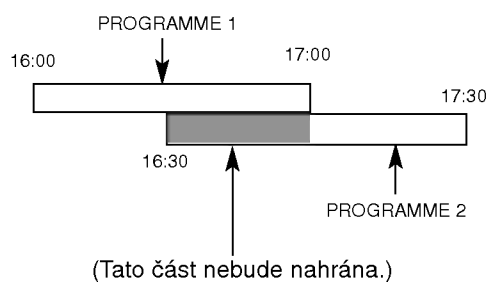 PROGRAMME 1
16:00
17:00
17:30
16:30
PROGRAMME 2
(Tato část nebude nahrána.)